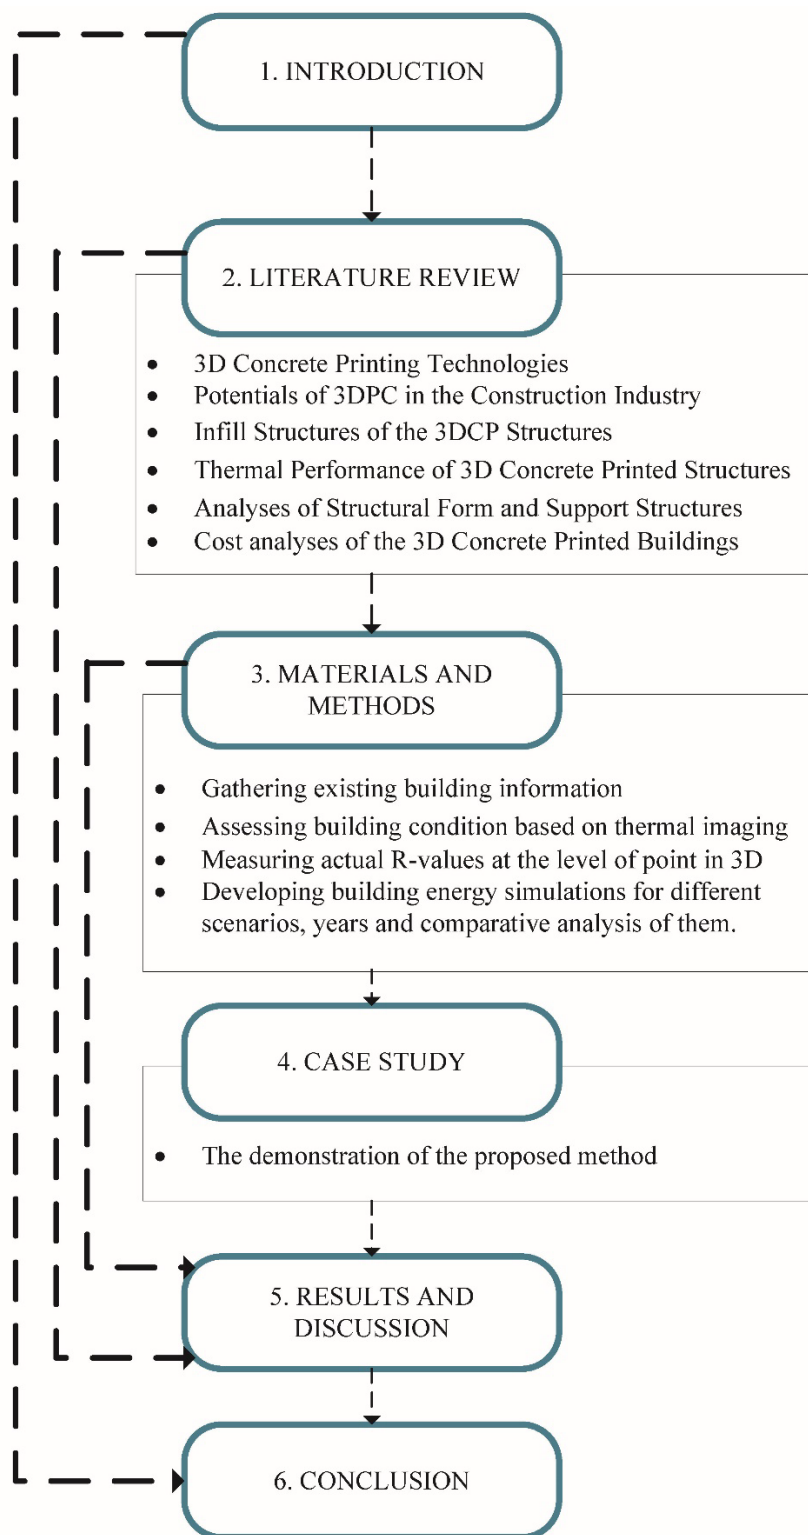 1. INTRODUCTION
2. LITERATURE REVIEW
• 3D Concrete Printing Technologies
• Potentials of 3DPC in the Construction Industry
• Infill Structures of the 3DCP Structures
• Thermal Performance of 3D Concrete Printed Structures
• Analyses of Structural Form and Support Structures
• Cost analyses of the 3D Concrete Printed Buildings
3. MATERIALS AND
METHODS
• Gathering existing building information
• Assessing building condition based on thermal imaging
• Measuring actual R-values at the level of point in 3D
• Developing building energy simulations for different
scenarios, years and comparative analysis of them.
4. CASE STUDY
• The demonstration of the proposed method
5. RESULTS AND
DISCUSSION
6. CONCLUSION